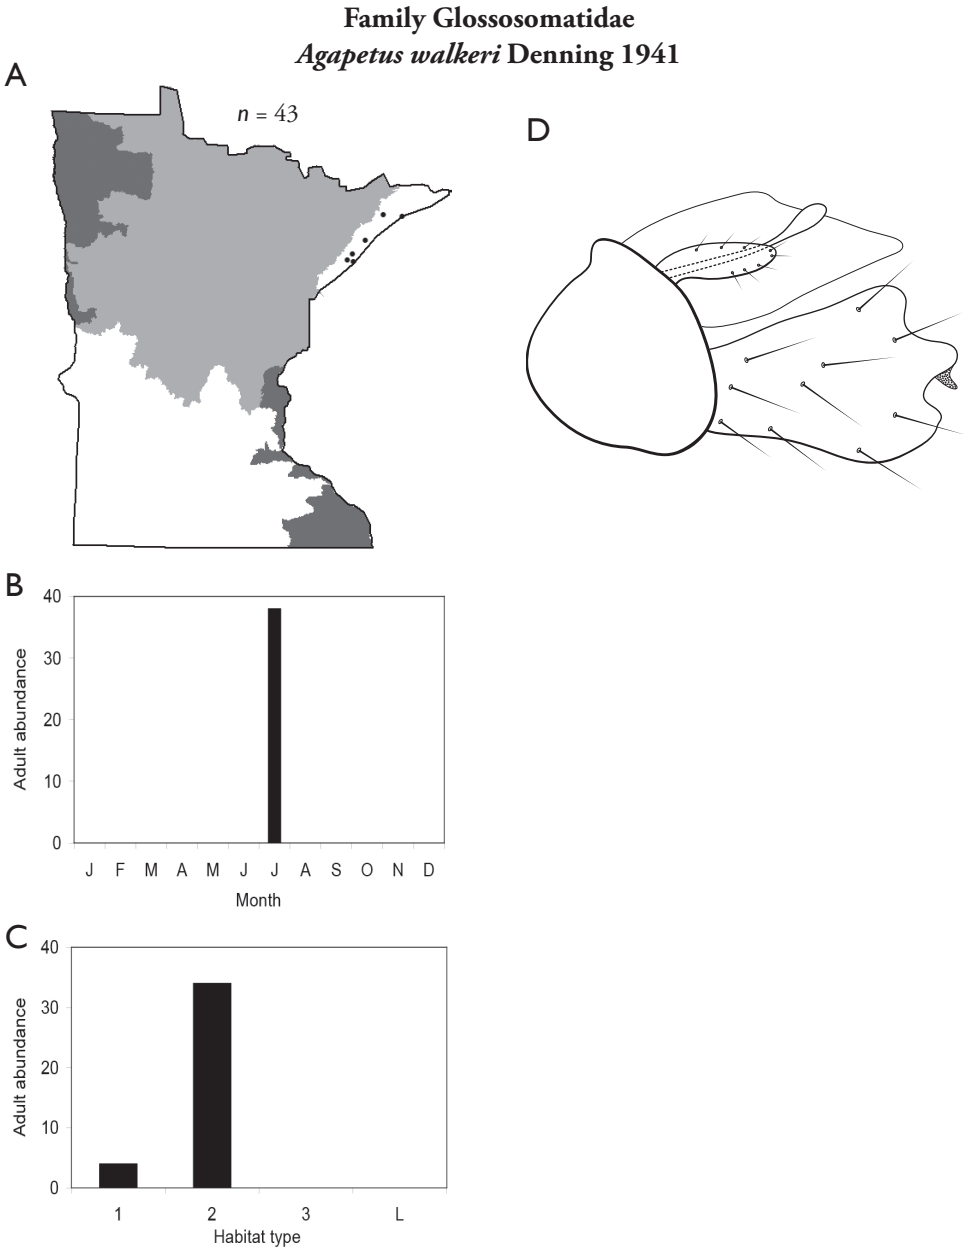 Family Glossosomatidae
Agapetus walkeri Denning 1941
A
n = 43
D
B
40
30
20
10
0
Adult abundance
J F M A M J J A S O N D
Month
C
40
30
20
10
0
Adult abundance
1 2 3 L
Habitat type